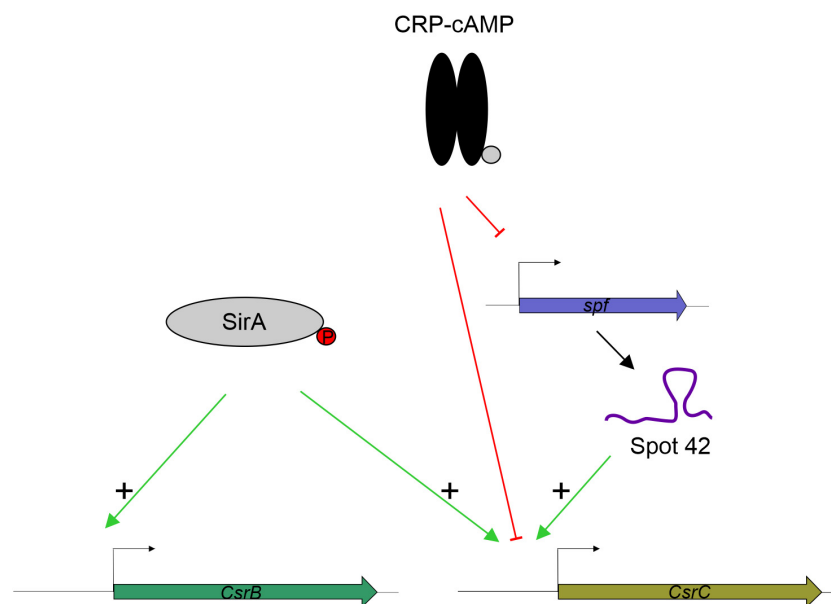 CRP-cAMP
spf
SirA
P
Spot 42
+
+
+
CsrB
CsrC